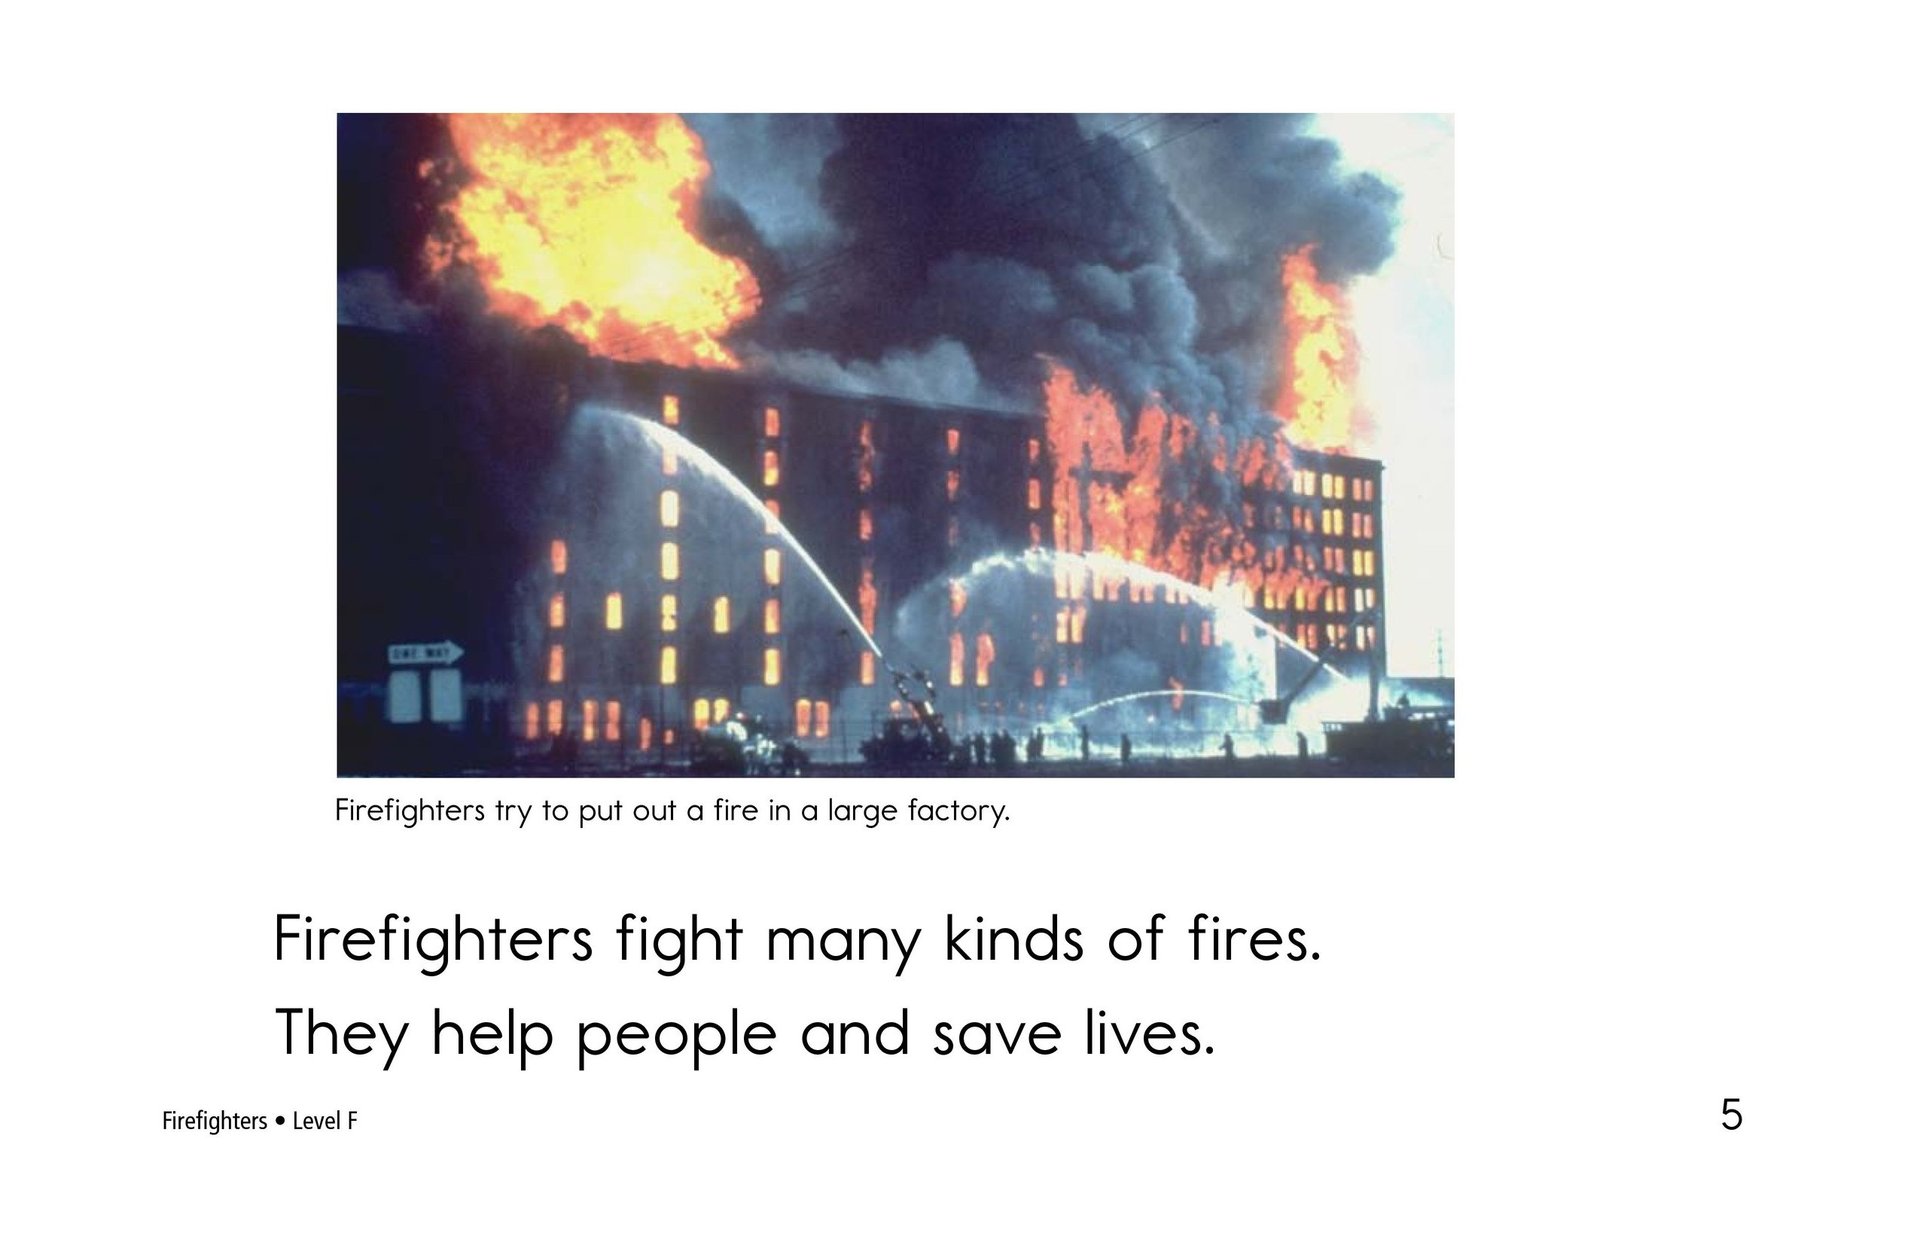 ONE WAY
Firefighters try to put out a fire in a large factory.
Firefighters fight many kinds of fires.
They help people and save lives.
Firefighters • Level F
5